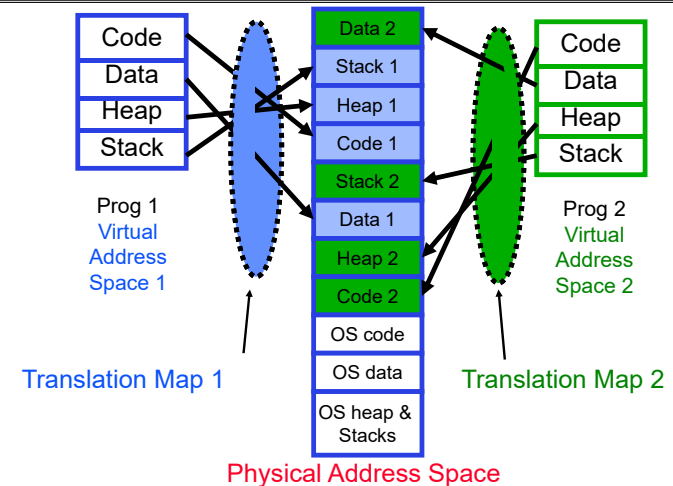 Code
Data
Heap
Stack
Prog 1
Virtual
Address
Space 1
Translation Map 1
Data 2
Stack 1
Heap 1
Code 1
Stack 2
Data 1
Heap 2
Code 2
OS code
OS data
OS heap &
Stacks
Physical Address Space
Code
Data
Heap
Stack
Prog 2
Virtual
Address
Space 2
Translation Map 2